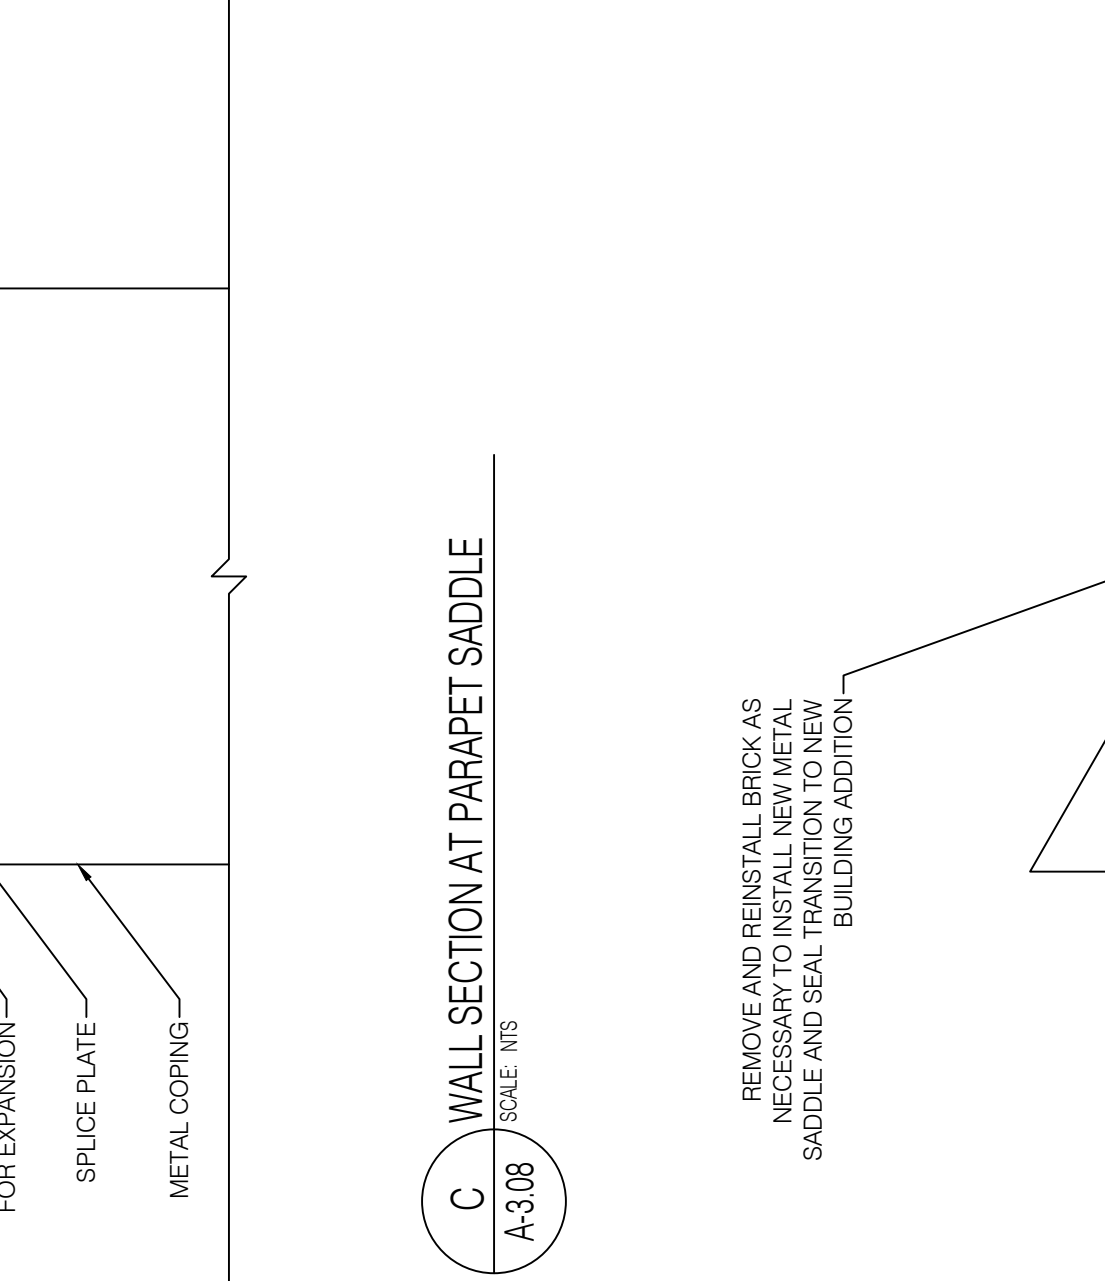 FOR EXPANSION
SPLICE PLATE
METAL COPING
C
A-3.08
WALL SECTION AT PARAPET SADDLE
SCALE: NTS
REMOVE AND REINSTALL BRICK AS
NECESSARY TO INSTALL NEW METAL
SADDLE AND SEAL TRANSITION TO NEW
BUILDING ADDITION